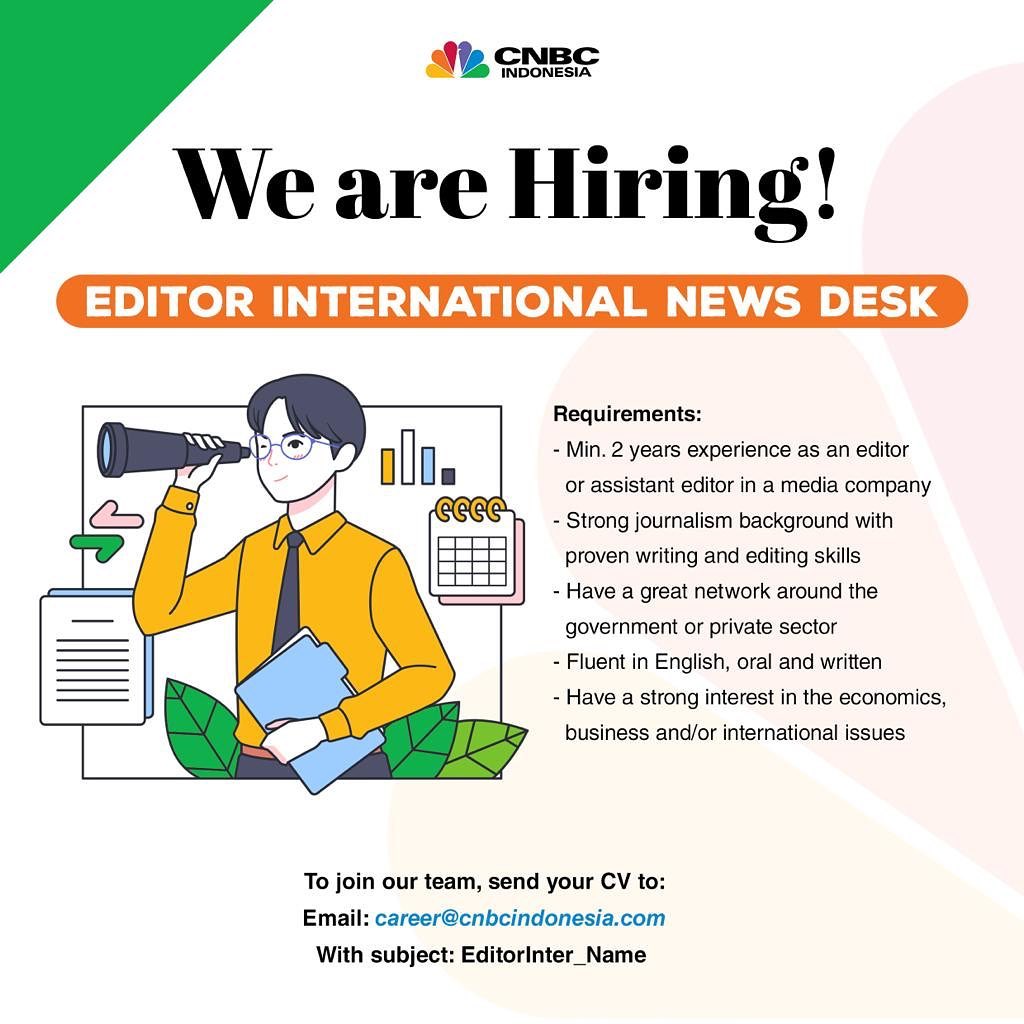 CNBC
INDONESIA
We are Hiring!
EDITOR INTERNATIONAL NEWS DESK
Requirements:
- Min. 2 years experience as an editor
or assistant editor in a media company
- Strong journalism background with
proven writing and editing skills
- Have a great network around the
government or private sector
- Fluent in English, oral and written
- Have a strong interest in the economics,
business and/or international issues
To join our team, send your CV to:
Email: career@cnbcindonesia.com
With subject: EditorInter_Name